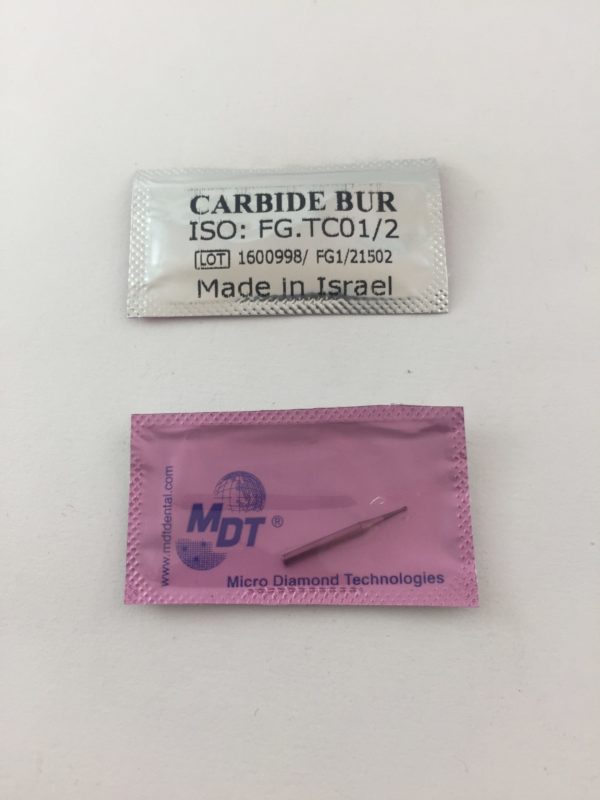 CARBIDE BUR
ISO: FG.TC01/2
LOT 1600998/ FG1/21502
Made in Israel
www.mdtdental.com
MDT®
Micro Diamond Technologies